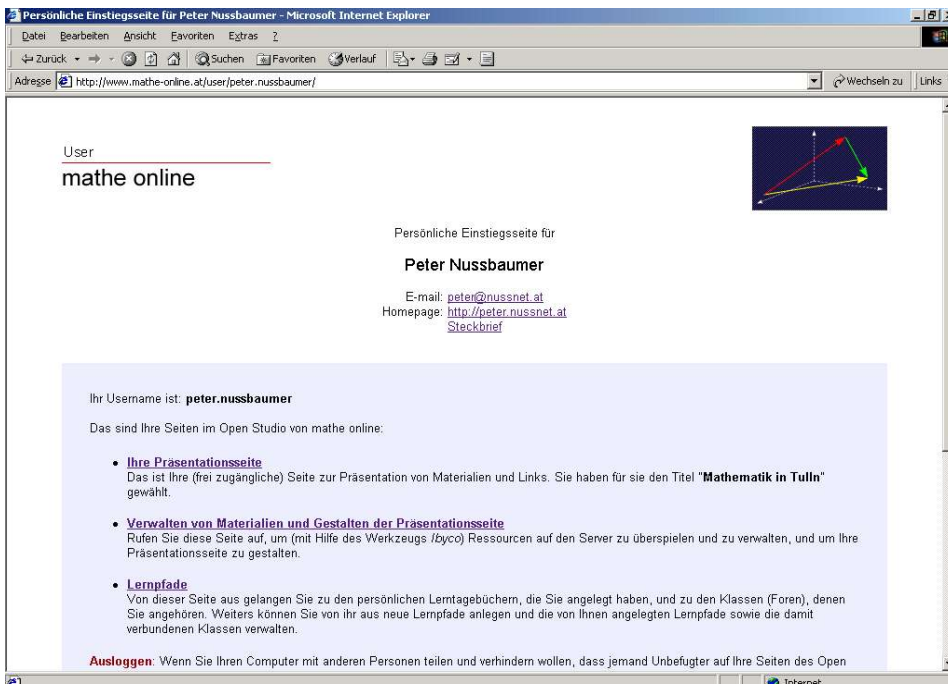 Persönliche Einstiegsseite für Peter Nussbaumer - Microsoft Internet Explorer
Datei Bearbeiten Ansicht Favoriten Extras ?
Zurück Suchen Favoriten Verlauf
Adresse http://www.mathe-online.at/user/peter.nussbaumer/ Wechseln zu Links
User
mathe online
Persönliche Einstiegsseite für
Peter Nussbaumer
E-mail: peter@nussnet.at
Homepage: http://peter.nussnet.at
Steckbrief
Ihr Username ist: peter.nussbaumer
Das sind Ihre Seiten im Open Studio von mathe online:
Ihre Präsentationsseite
Das ist Ihre (frei zugängliche) Seite zur Präsentation von Materialien und Links. Sie haben für sie den Titel "Mathematik in Tulln"
gewählt.
Verwalten von Materialien und Gestalten der Präsentationsseite
Rufen Sie diese Seite auf, um (mit Hilfe des Werkzeugs Ibyco) Ressourcen auf den Server zu überspielen und zu verwalten, und um Ihre
Präsentationsseite zu gestalten.
Lernpfade
Von dieser Seite aus gelangen Sie zu den persönlichen Lerntagebüchern, die Sie angelegt haben, und zu den Klassen (Foren), denen
Sie angehören. Weiters können Sie von ihr aus neue Lernpfade anlegen und die von Ihnen angelegten Lernpfade sowie die damit
verbundenen Klassen verwalten.
Ausloggen: Wenn Sie Ihren Computer mit anderen Personen teilen und verhindern wollen, dass jemand Unbefugter auf Ihre Seiten des Open
Internet